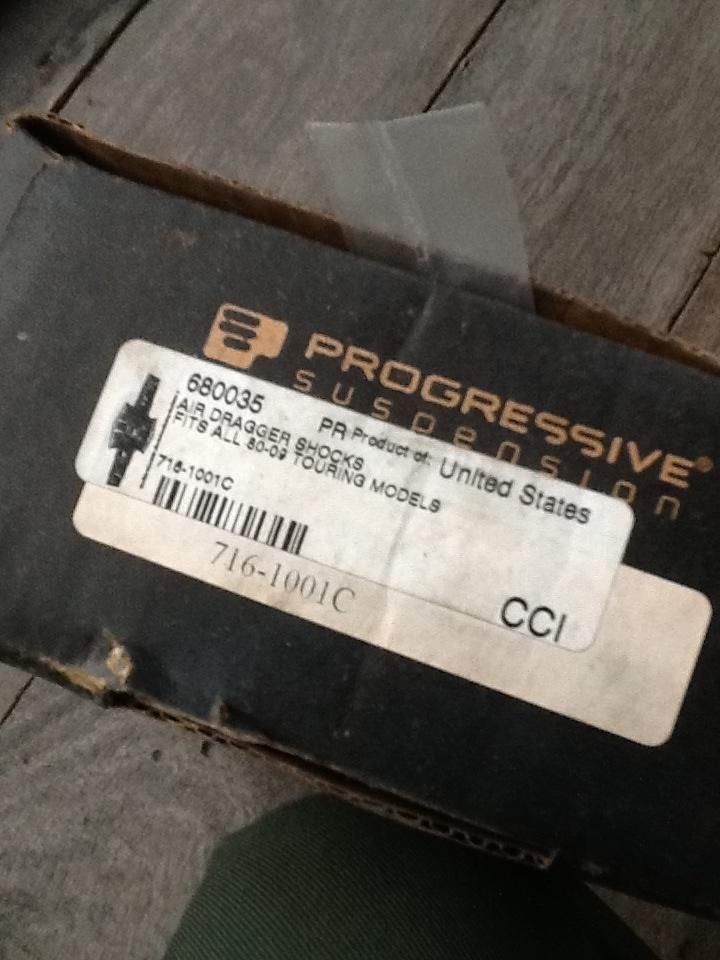 PROGRESSIVE®
suspension
680035
PR Product of: United States
AIR DRAGGER SHOCKS
FITS ALL 80-09 TOURING MODELS
716-1001C
CCI
716-1001C